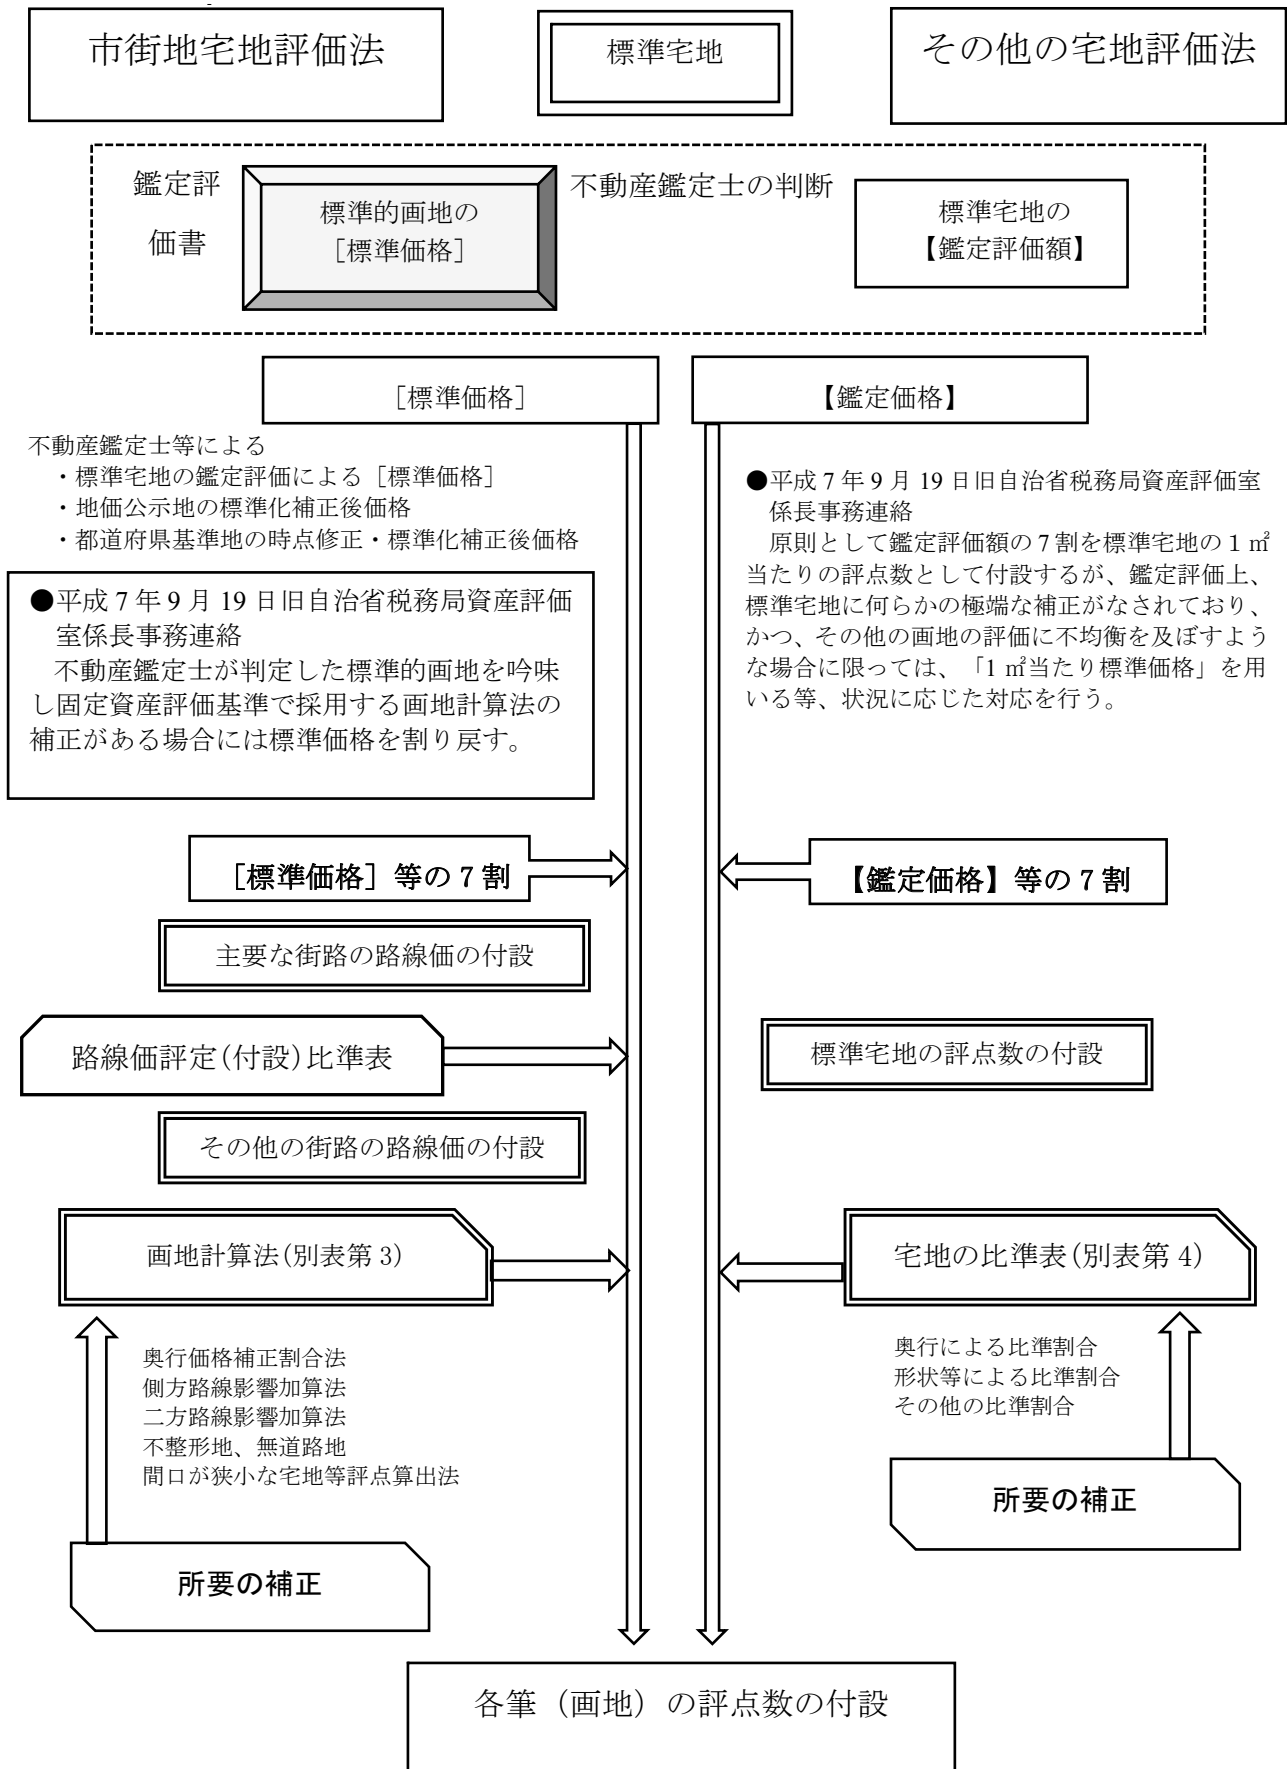 市街地宅地評価法
標準宅地
その他の宅地評価法
鑑定評
価書
標準的画地の
［標準価格］
不動産鑑定士の判断
標準宅地の
【鑑定評価額】
［標準価格］
【鑑定価格】
不動産鑑定士等による
・標準宅地の鑑定評価による［標準価格］
・地価公示地の標準化補正後価格
・都道府県基準地の時点修正・標準化補正後価格
●平成 7 年 9 月 19 日旧自治省税務局資産評価
室係長事務連絡
不動産鑑定士が判定した標準的画地を吟味
し固定資産評価基準で採用する画地計算法の
補正がある場合には標準価格を割り戻す。
●平成 7 年 9 月 19 日旧自治省税務局資産評価室
係長事務連絡
原則として鑑定評価額の 7 割を標準宅地の 1 ㎡
当たりの評点数として付設するが、鑑定評価上、
標準宅地に何らかの極端な補正がなされており、
かつ、その他の画地の評価に不均衡を及ぼすよう
な場合に限っては、「1 ㎡当たり標準価格」を用
いる等、状況に応じた対応を行う。
［標準価格］等の 7 割
【鑑定価格】等の 7 割
主要な街路の路線価の付設
路線価評定(付設)比準表
標準宅地の評点数の付設
その他の街路の路線価の付設
画地計算法(別表第 3)
宅地の比準表(別表第 4)
奥行価格補正割合法
側方路線影響加算法
二方路線影響加算法
不整形地、無道路地
間口が狭小な宅地等評点算出法
奥行による比準割合
形状等による比準割合
その他の比準割合
所要の補正
所要の補正
各筆（画地）の評点数の付設